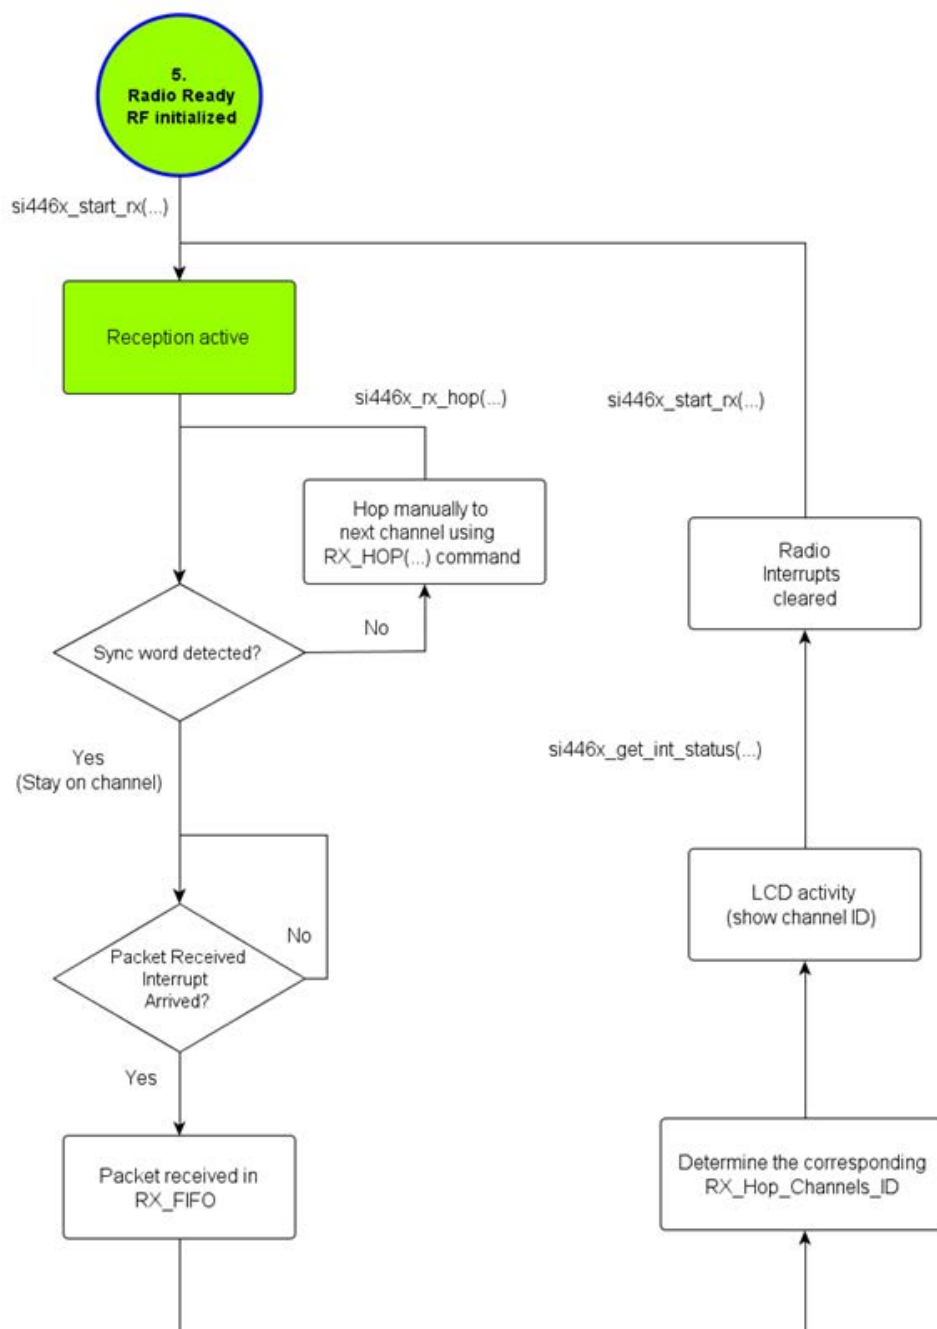 5.
Radio Ready
RF initialized
si446x_start_rx(...)
Reception active
si446x_rx_hop(...)
Hop manually to
next channel using
RX_HOP(...) command
No
Sync word detected?
Yes
(Stay on channel)
No
Packet Received
Interrupt
Arrived?
Yes
Packet received in
RX_FIFO
si446x_start_rx(...)
Radio
Interrupts
cleared
si446x_get_int_status(...)
LCD activity
(show channel ID)
Determine the corresponding
RX_Hop_Channels_ID